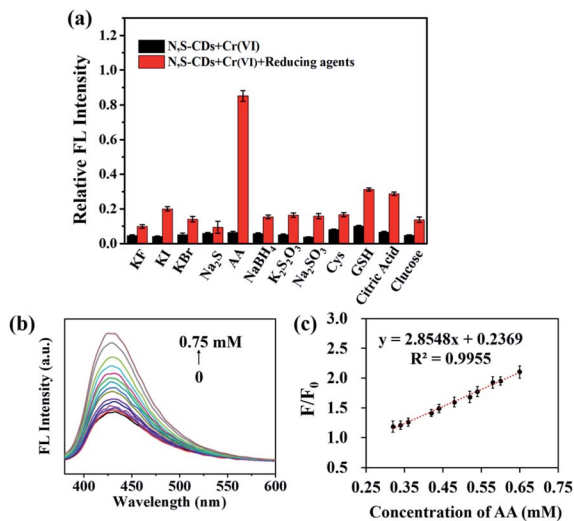 (a)
N,S-CDs+Cr(VI)
N,S-CDs+Cr(VI)+Reducing agents
Relative FL Intensity
1.2
1.0
0.8
0.6
0.4
0.2
0.0
KF
KI
KBr
Na2S
AA
NaBH4
K2S2O3
Na2SO3
Cys
GSH
Citric Acid
Clucose
(b)
0.75 mM
0
FL Intensity (a.u.)
400 450 500 550 600
Wavelength (nm)
(c)
y = 2.8548x + 0.2369
R² = 0.9955
F/F0
3.0
2.5
2.0
1.5
1.0
0.5
0.25 0.35 0.45 0.55 0.65 0.75
Concentration of AA (mM)